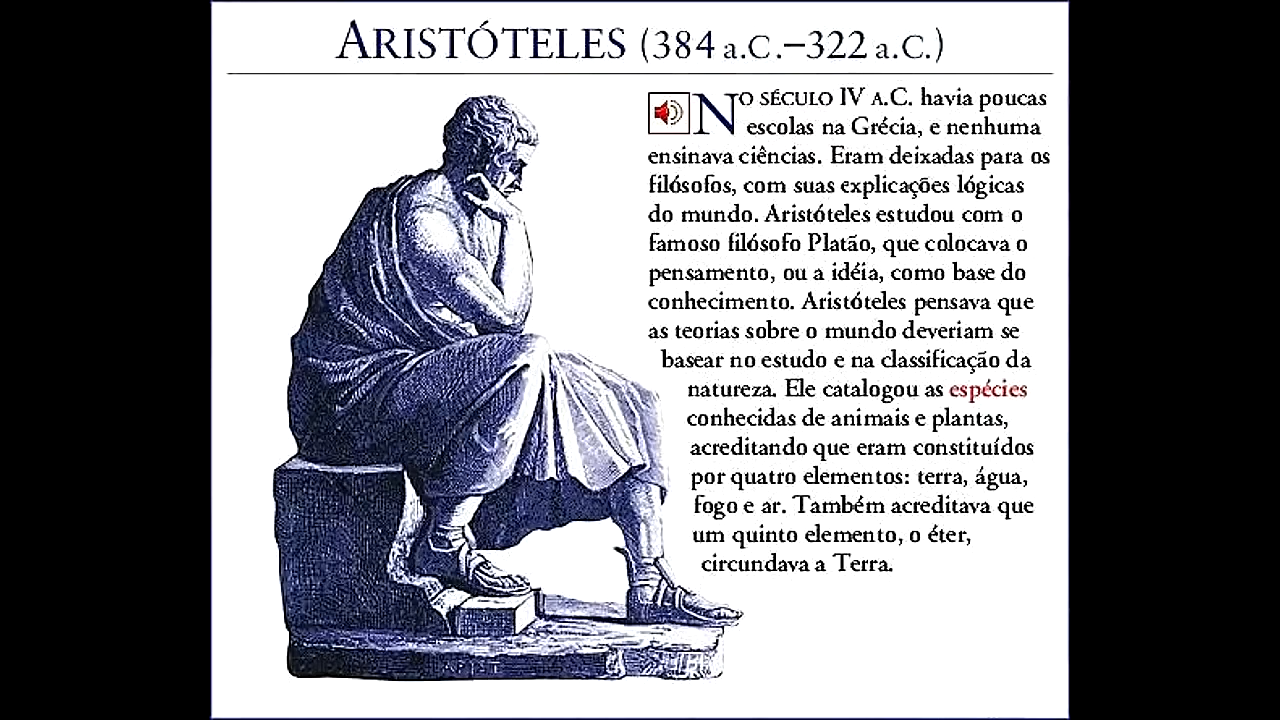 ARISTÓTELES (384 a.C.–322 a.C.)
NO SÉCULO IV A.C. havia poucas
escolas na Grécia, e nenhuma
ensinava ciências. Eram deixadas para os
filósofos, com suas explicações lógicas
do mundo. Aristóteles estudou com o
famoso filósofo Platão, que colocava o
pensamento, ou a idéia, como base do
conhecimento. Aristóteles pensava que
as teorias sobre o mundo deveriam se
basear no estudo e na classificação da
natureza. Ele catalogou as espécies
conhecidas de animais e plantas,
acreditando que eram constituídos
por quatro elementos: terra, água,
fogo e ar. Também acreditava que
um quinto elemento, o éter,
circundava a Terra.